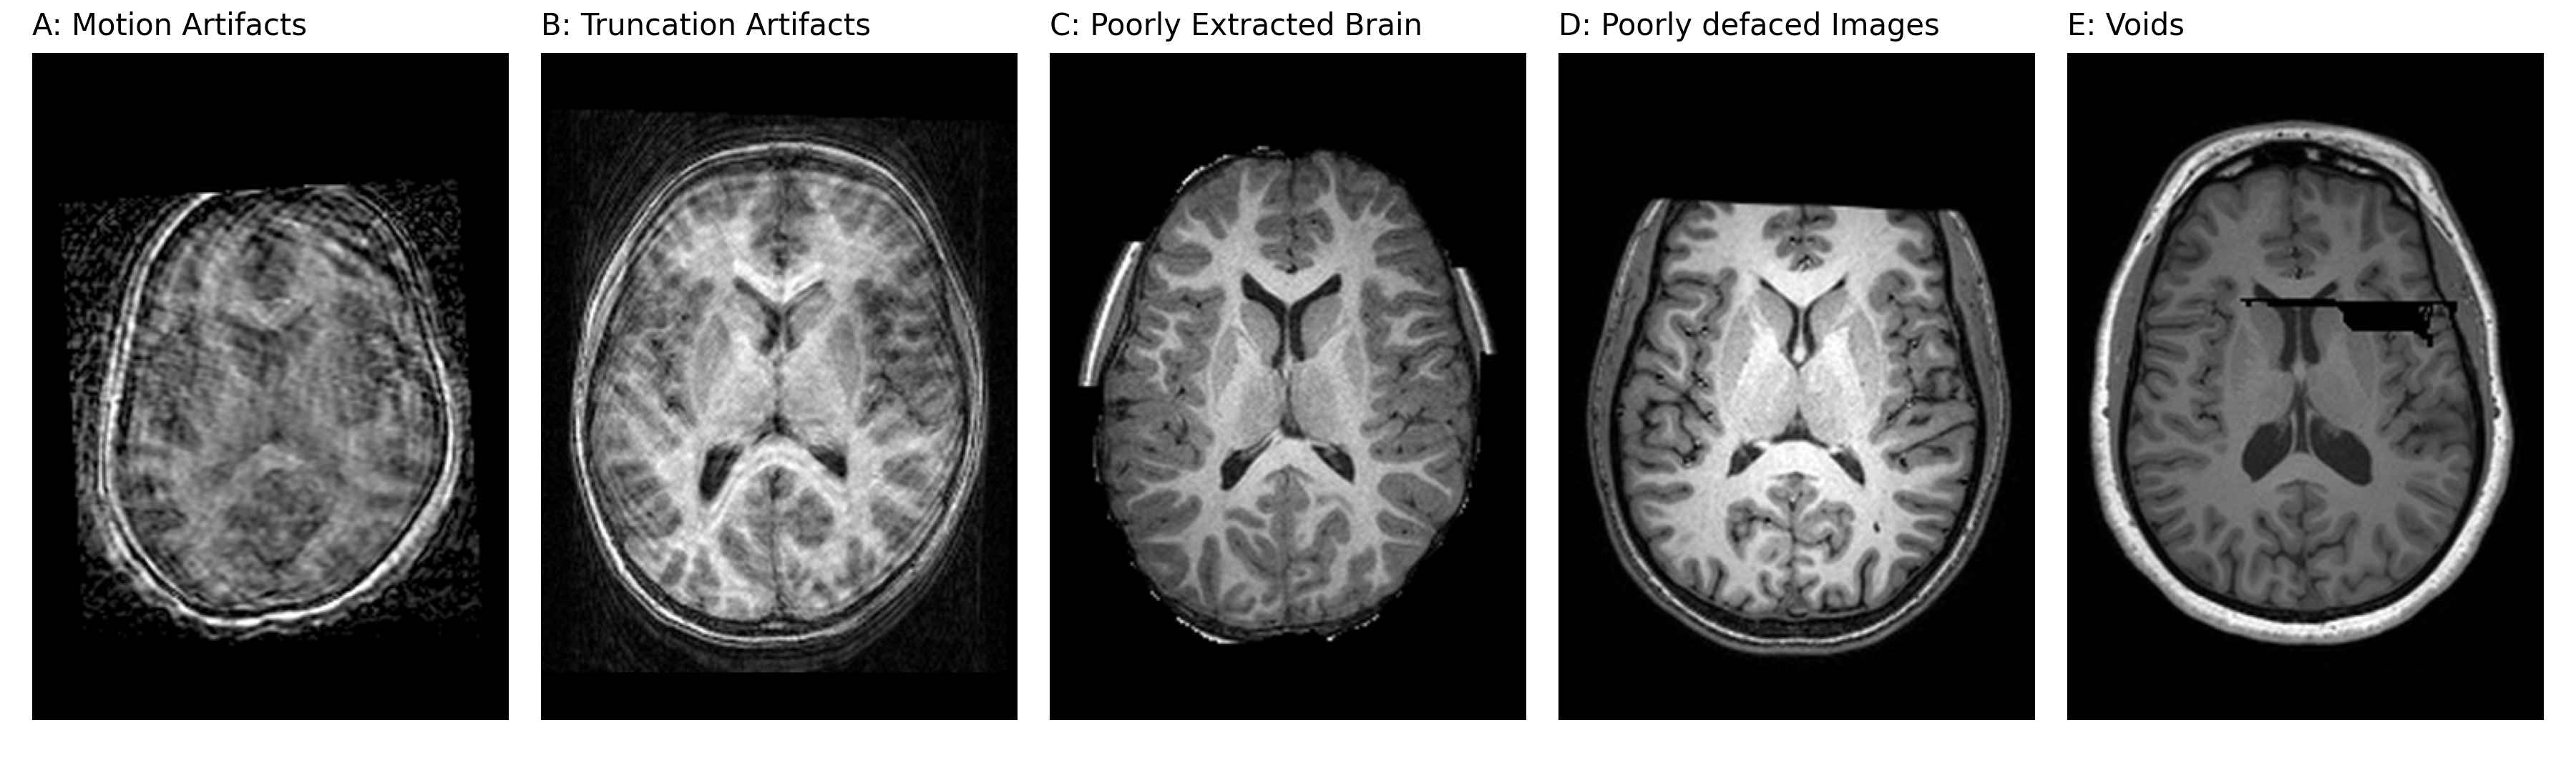 A: Motion Artifacts
B: Truncation Artifacts
C: Poorly Extracted Brain
D: Poorly defaced Images
E: Voids